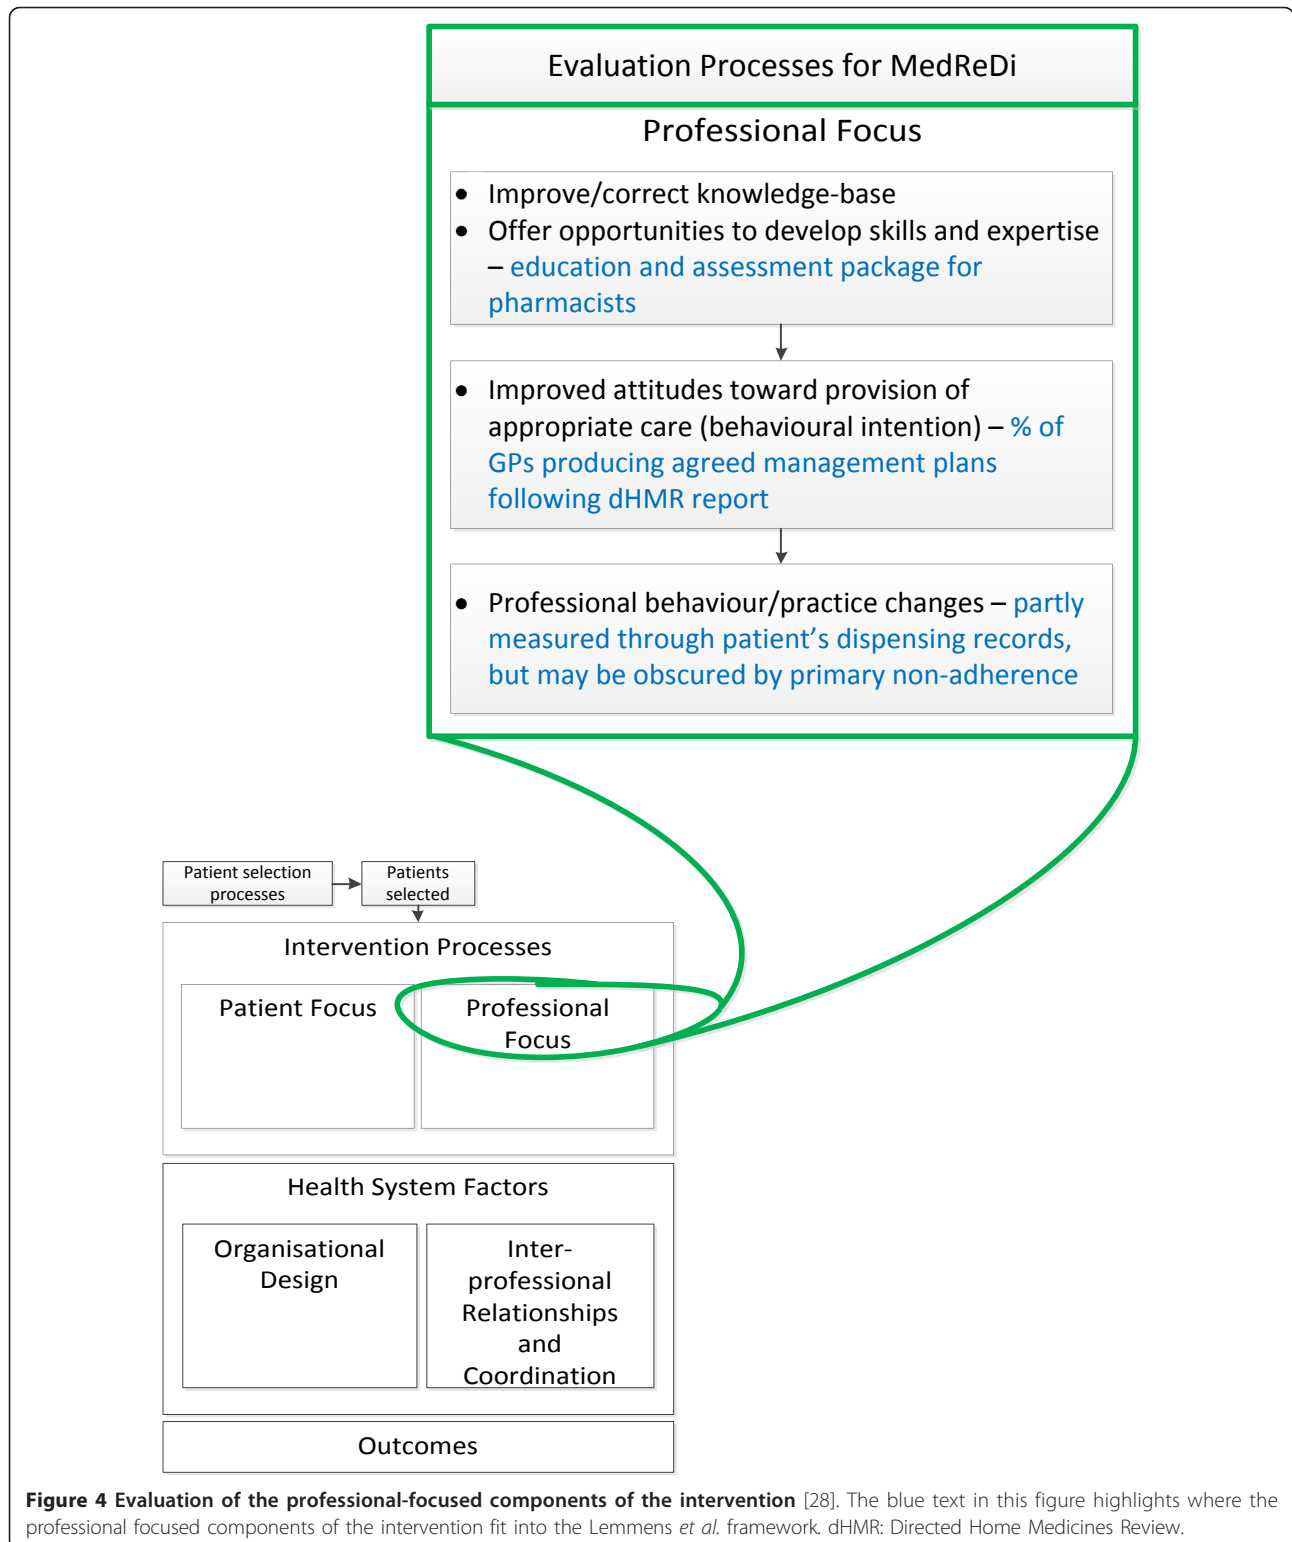 Evaluation Processes for MedReDi
Professional Focus
• Improve/correct knowledge-base
• Offer opportunities to develop skills and expertise
– education and assessment package for
pharmacists
• Improved attitudes toward provision of
appropriate care (behavioural intention) – % of
GPs producing agreed management plans
following dHMR report
• Professional behaviour/practice changes – partly
measured through patient’s dispensing records,
but may be obscured by primary non-adherence
Patient selection
processes
Patients
selected
Intervention Processes
Patient Focus
Professional
Focus
Health System Factors
Organisational
Design
Inter-
professional
Relationships
and
Coordination
Outcomes
Figure 4 Evaluation of the professional-focused components of the intervention [28]. The blue text in this figure highlights where the
professional focused components of the intervention fit into the Lemmens et al. framework. dHMR: Directed Home Medicines Review.